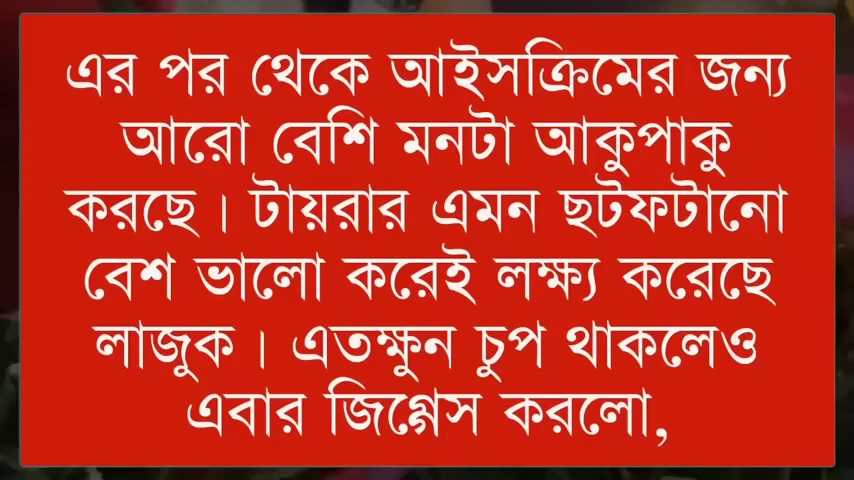 এর পর থেকে আইসক্রিমের জন্য
আরো বেশি মনটা আকুপাকু
করছে। টায়রার এমন ছটফটানো
বেশ ভালো করেই লক্ষ্য করেছে
লাজুক। এতক্ষুন চুপ থাকলেও
এবার জিগ্গেস করলো,